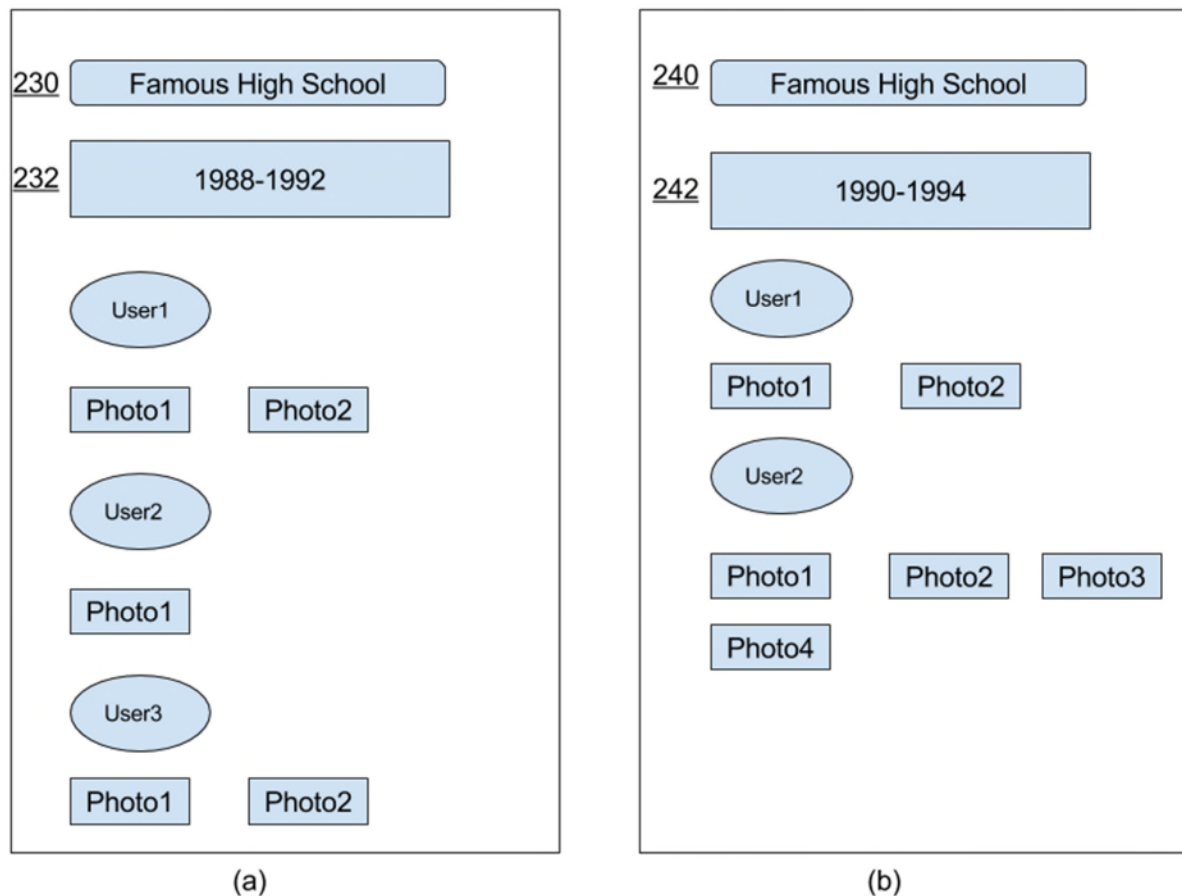 230
Famous High School
232
1988-1992
User1
Photo1 Photo2
User2
Photo1
User3
Photo1 Photo2
(a)
240
Famous High School
242
1990-1994
User1
Photo1 Photo2
User2
Photo1 Photo2 Photo3
Photo4
(b)